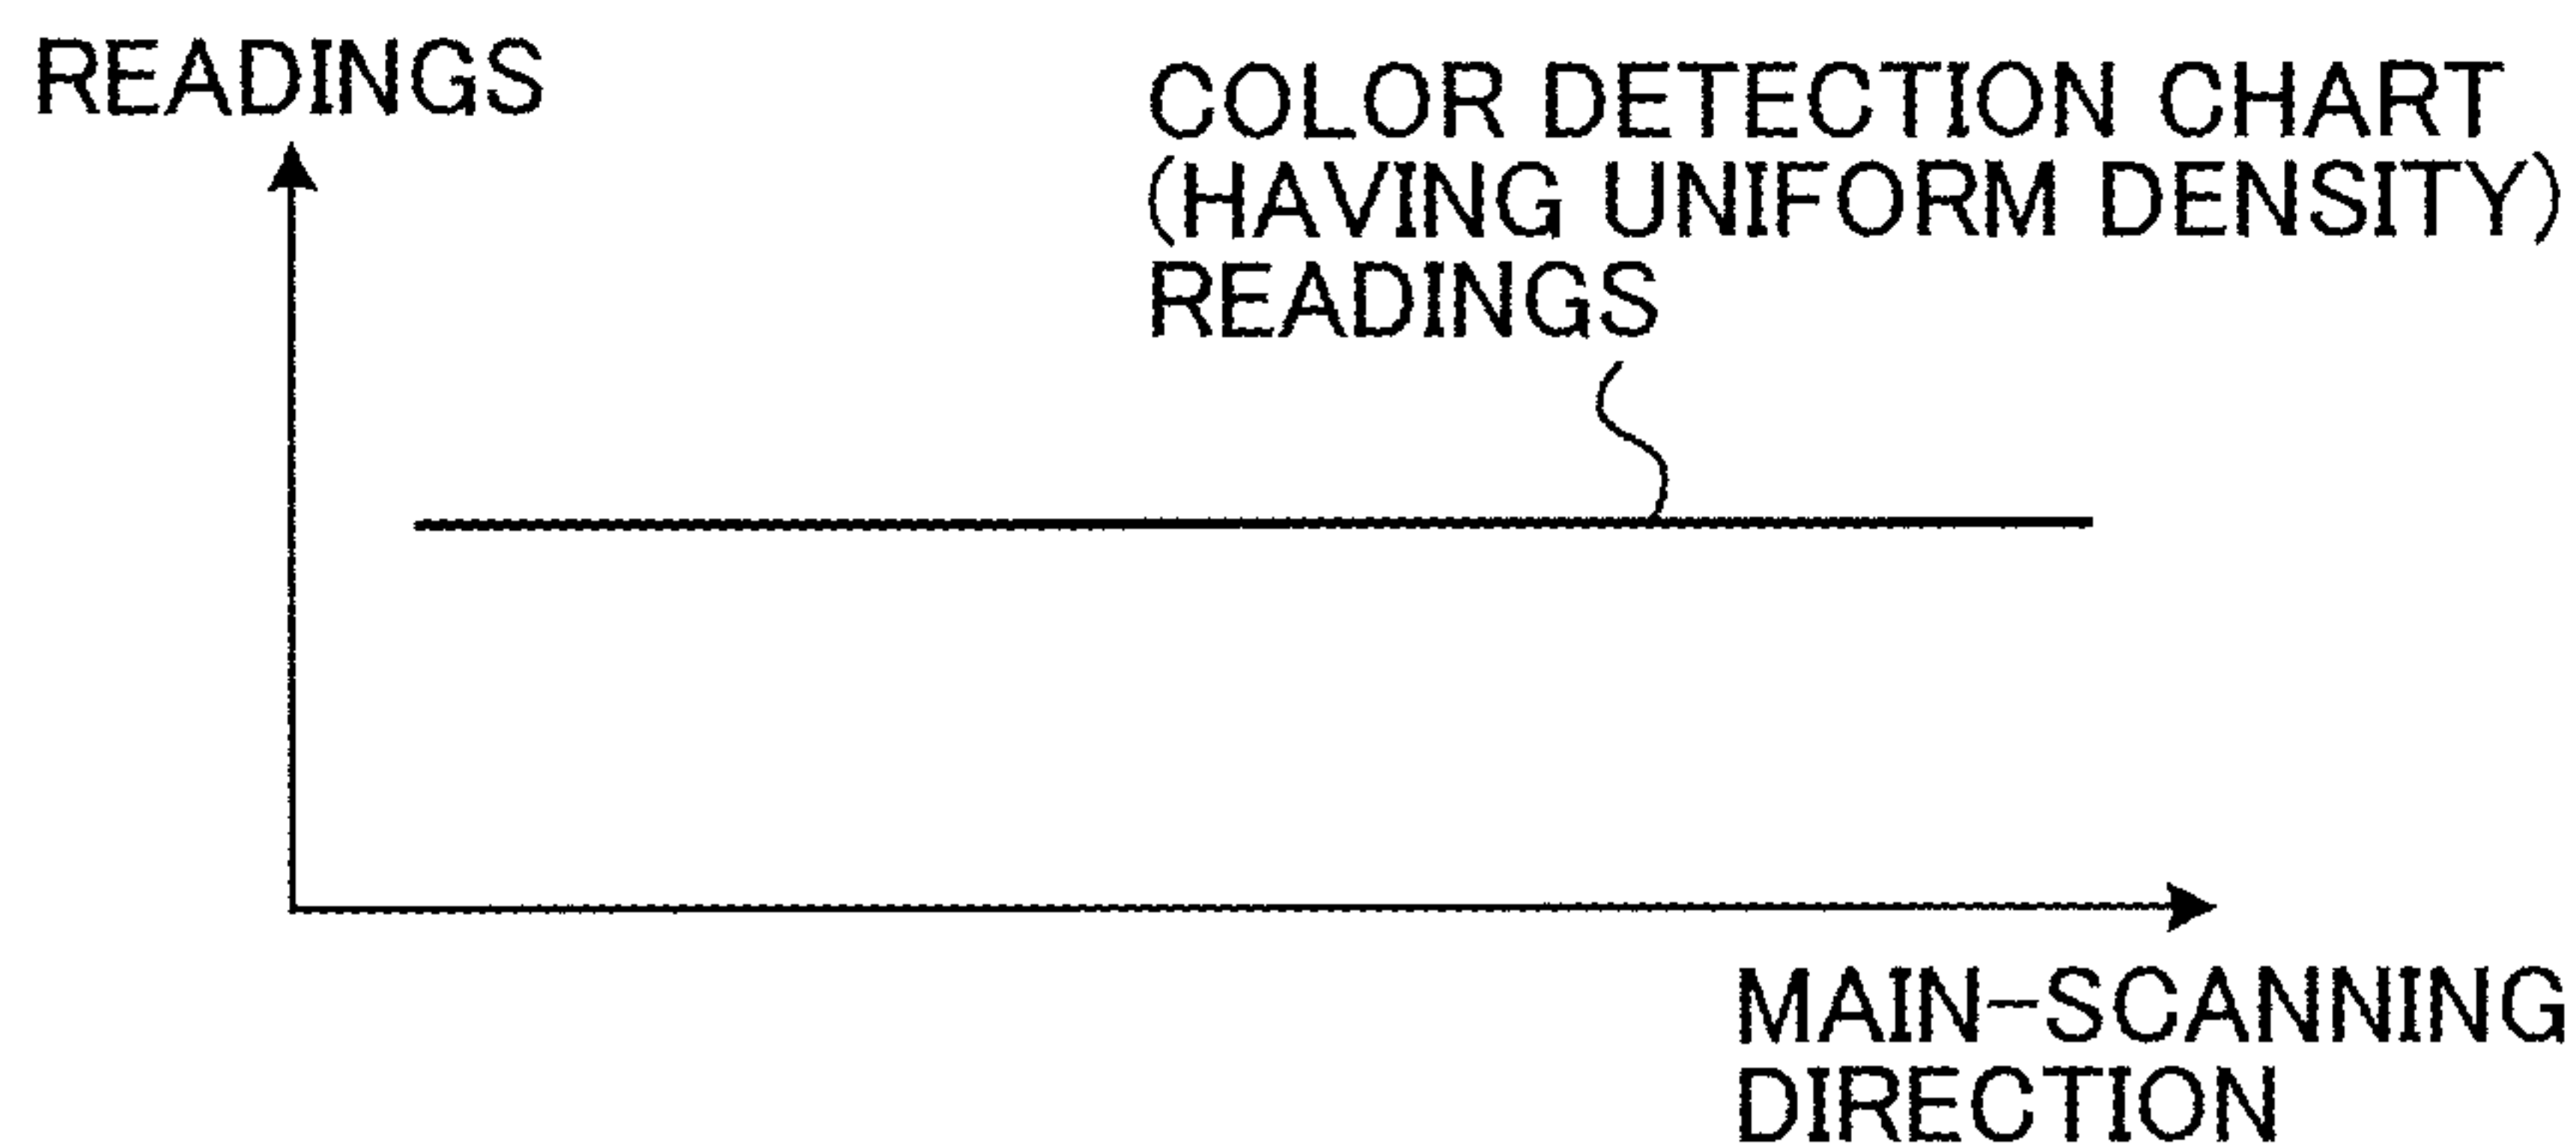 READINGS
COLOR DETECTION CHART
(HAVING UNIFORM DENSITY)
READINGS
MAIN-SCANNING
DIRECTION